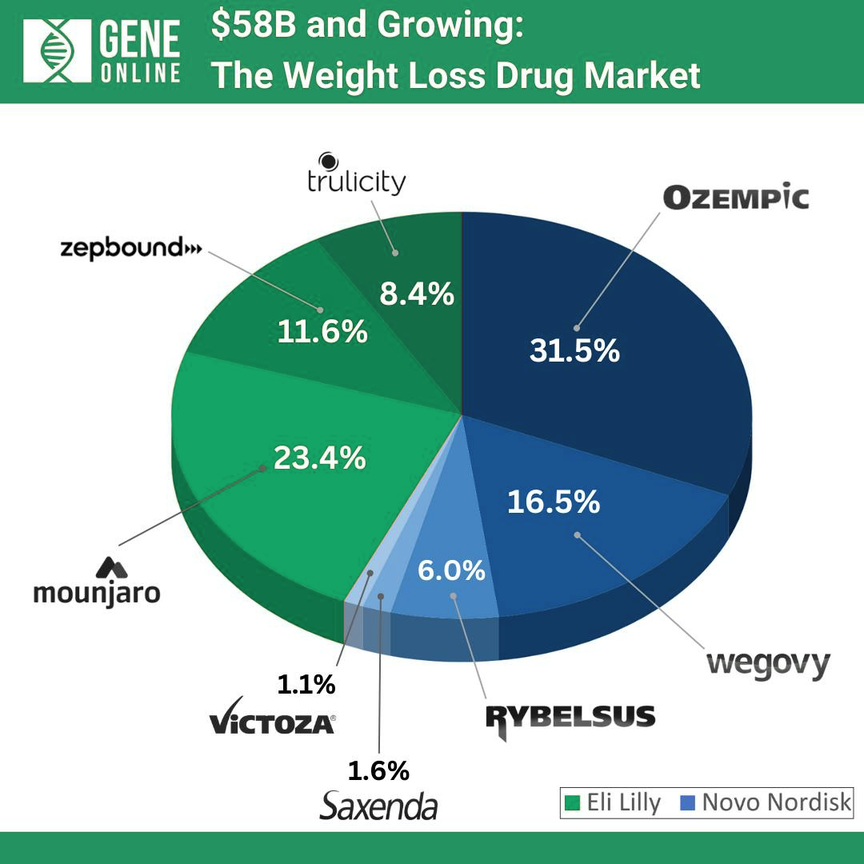 GENE
ONLINE
$58B and Growing:
The Weight Loss Drug Market
trulicity
OZEMPIC
zepbound
8.4%
11.6%
31.5%
23.4%
16.5%
6.0%
mounjaro
wegovy
1.1%
VICTOZA®
RYBELSUS
1.6%
Saxenda
Eli Lilly
Novo Nordisk